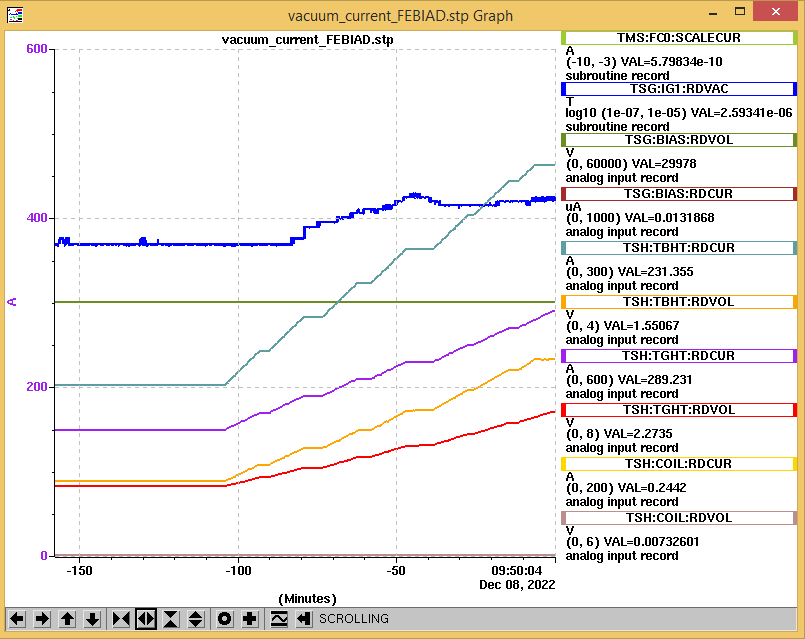 vacuum_current_FEBIAD.stp Graph
vacuum_current_FEBIAD.stp
600
400
A
200
0
-150
-100
-50
09:50:04
Dec 08, 2022
(Minutes)
TMS:FC0:SCALECUR
A
(-10, -3) VAL=5.79834e-10
subroutine record
TSG:IG1:RDVAC
T
log10 (1e-07, 1e-05) VAL=2.59341e-06
subroutine record
TSG:BIAS:RDVOL
V
(0, 60000) VAL=29978
analog input record
TSG:BIAS:RDCUR
uA
(0, 1000) VAL=0.0131868
analog input record
TSH:TBHT:RDCUR
A
(0, 300) VAL=231.355
analog input record
TSH:TBHT:RDVOL
V
(0, 4) VAL=1.55067
analog input record
TSH:TGHT:RDCUR
A
(0, 600) VAL=289.231
analog input record
TSH:TGHT:RDVOL
V
(0, 8) VAL=2.2735
analog input record
TSH:COIL:RDCUR
A
(0, 200) VAL=0.2442
analog input record
TSH:COIL:RDVOL
V
(0, 6) VAL=0.00732601
analog input record
SCROLLING